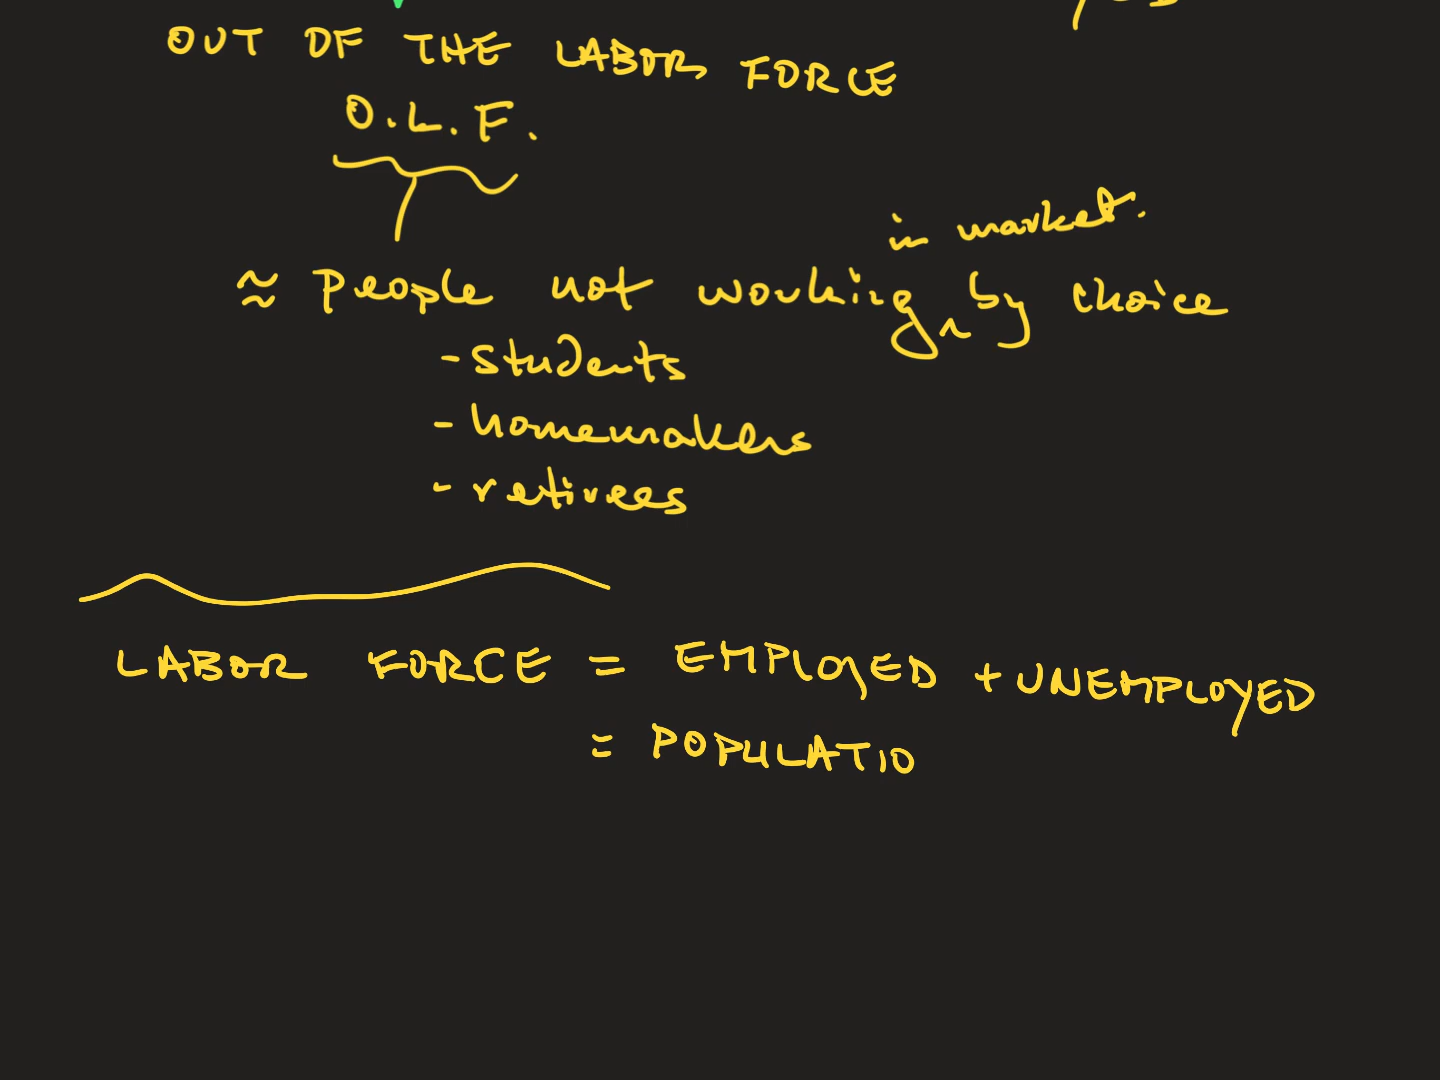 OUT OF THE LABOR FORCE
O.L.F.
in market.
≈ people not working ^ by choice
- students
- homemakers
- retirees
LABOR FORCE = EMPLOYED + UNEMPLOYED
= POPULATIO